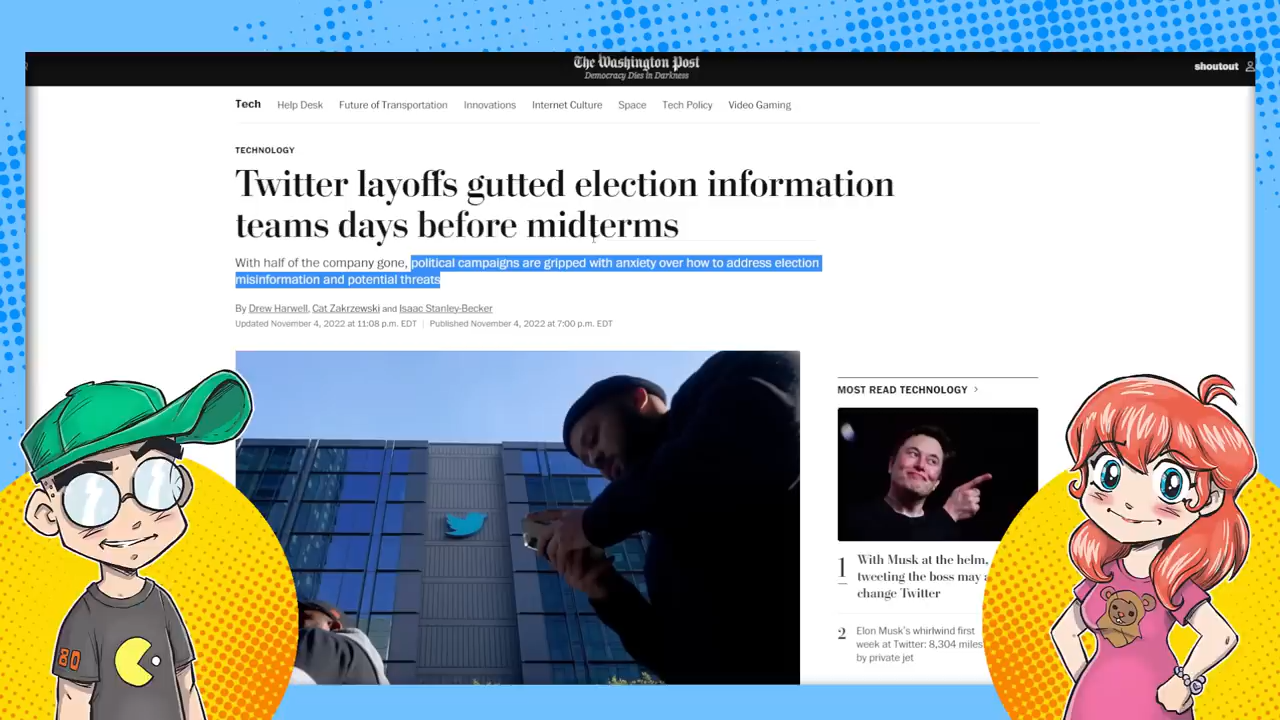 The Washington Post
Democracy Dies in Darkness
shoutout
Tech Help Desk Future of Transportation Innovations Internet Culture Space Tech Policy Video Gaming
TECHNOLOGY
Twitter layoffs gutted election information
teams days before midterms
With half of the company gone, political campaigns are gripped with anxiety over how to address election
misinformation and potential threats
By Drew Harwell, Cat Zakrzewski and Isaac Stanley-Becker
Updated November 4, 2022 at 11:08 p.m. EDT | Published November 4, 2022 at 7:00 p.m. EDT
MOST READ TECHNOLOGY >
1 With Musk at the helm,
tweeting the boss may
change Twitter
2 Elon Musk's whirlwind first
week at Twitter: 8,304 miles
by private jet
80